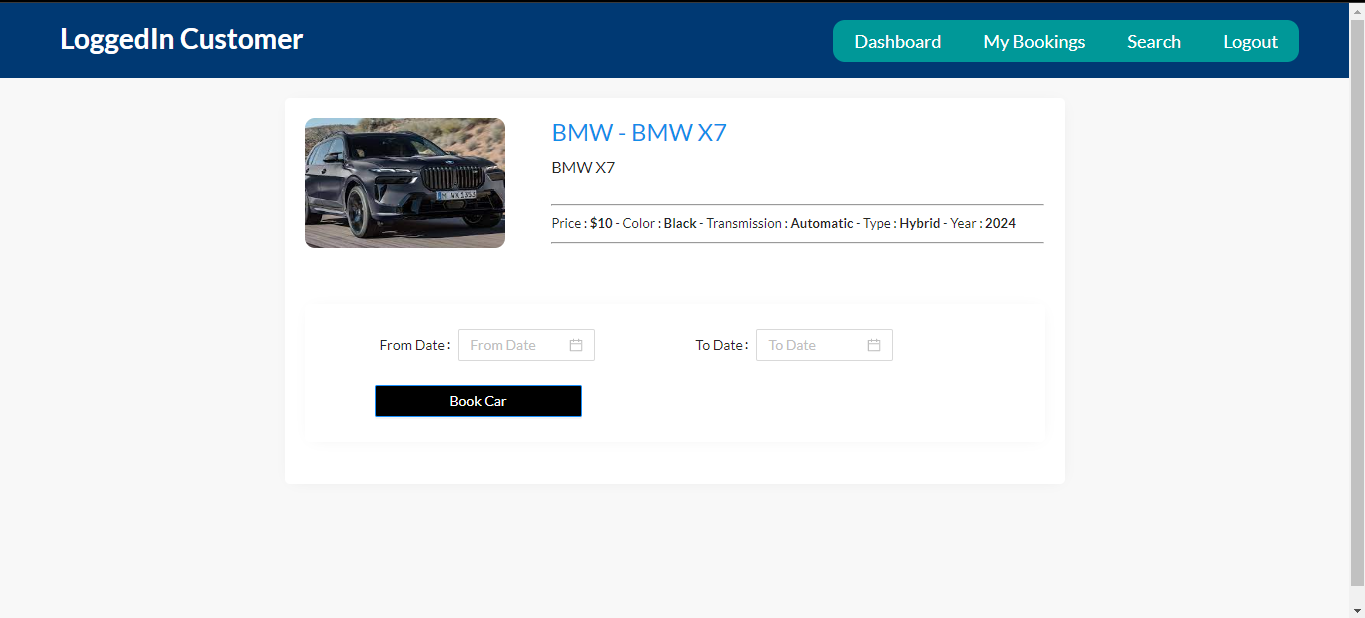 LoggedIn Customer
Dashboard My Bookings Search Logout
BMW - BMW X7
BMW X7
Price : $10 - Color : Black - Transmission : Automatic - Type : Hybrid - Year : 2024
From Date : From Date To Date : To Date
Book Car